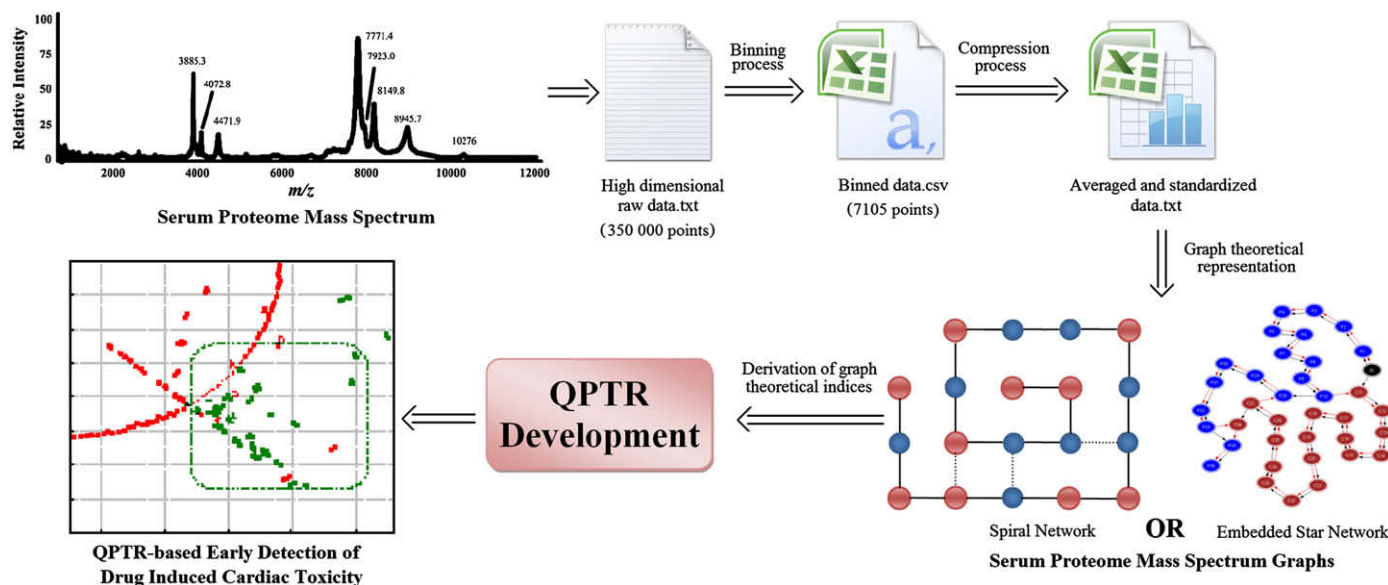 100
75
50
25
0
Relative Intensity
3885.3
4072.8
4471.9
7771.4
7923.0
8149.8
8945.7
10276
2000 4000 6000 8000 10000 12000
m/z
Serum Proteome Mass Spectrum
High dimensional
raw data.txt
(350 000 points)
Binning
process
a,
Binned data.csv
(7105 points)
Compression
process
Averaged and standardized
data.txt
Graph theoretical
representation
Spiral Network
OR
Embedded Star Network
Serum Proteome Mass Spectrum Graphs
Derivation of graph
theoretical indices
QPTR
Development
QPTR-based Early Detection of
Drug Induced Cardiac Toxicity